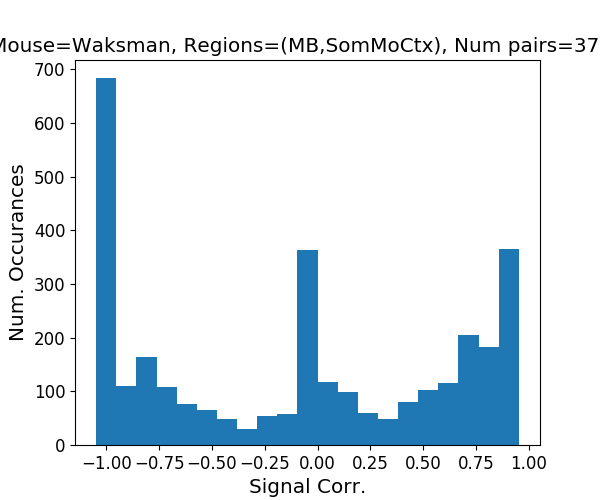 Mouse=Waksman, Regions=(MB,SomMoCtx), Num pairs=37
700
600
500
400
300
200
100
0
Num. Occurances
−1.00 −0.75 −0.50 −0.25 0.00 0.25 0.50 0.75 1.00
Signal Corr.